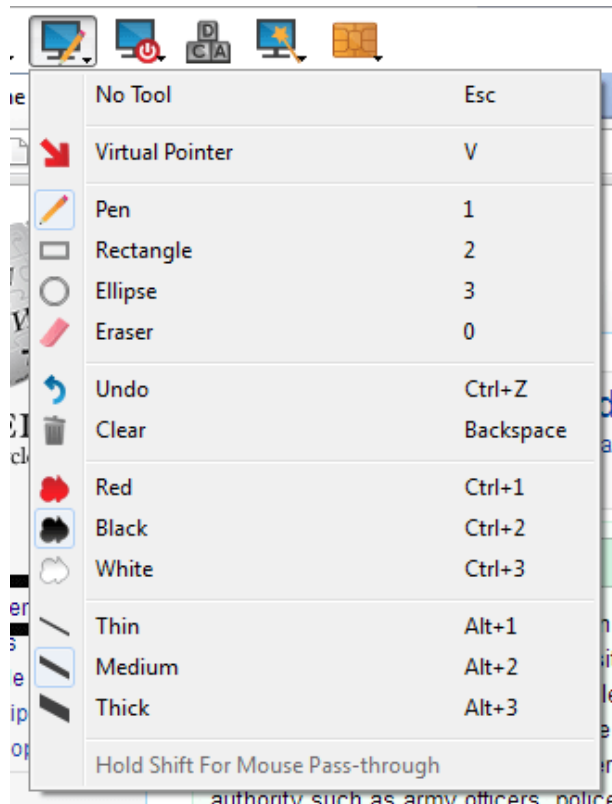 D
C A
No Tool Esc
Virtual Pointer V
Pen 1
Rectangle 2
Ellipse 3
Eraser 0
Undo Ctrl+Z
Clear Backspace
Red Ctrl+1
Black Ctrl+2
White Ctrl+3
Thin Alt+1
Medium Alt+2
Thick Alt+3
Hold Shift For Mouse Pass-through
authority such as army officers, police